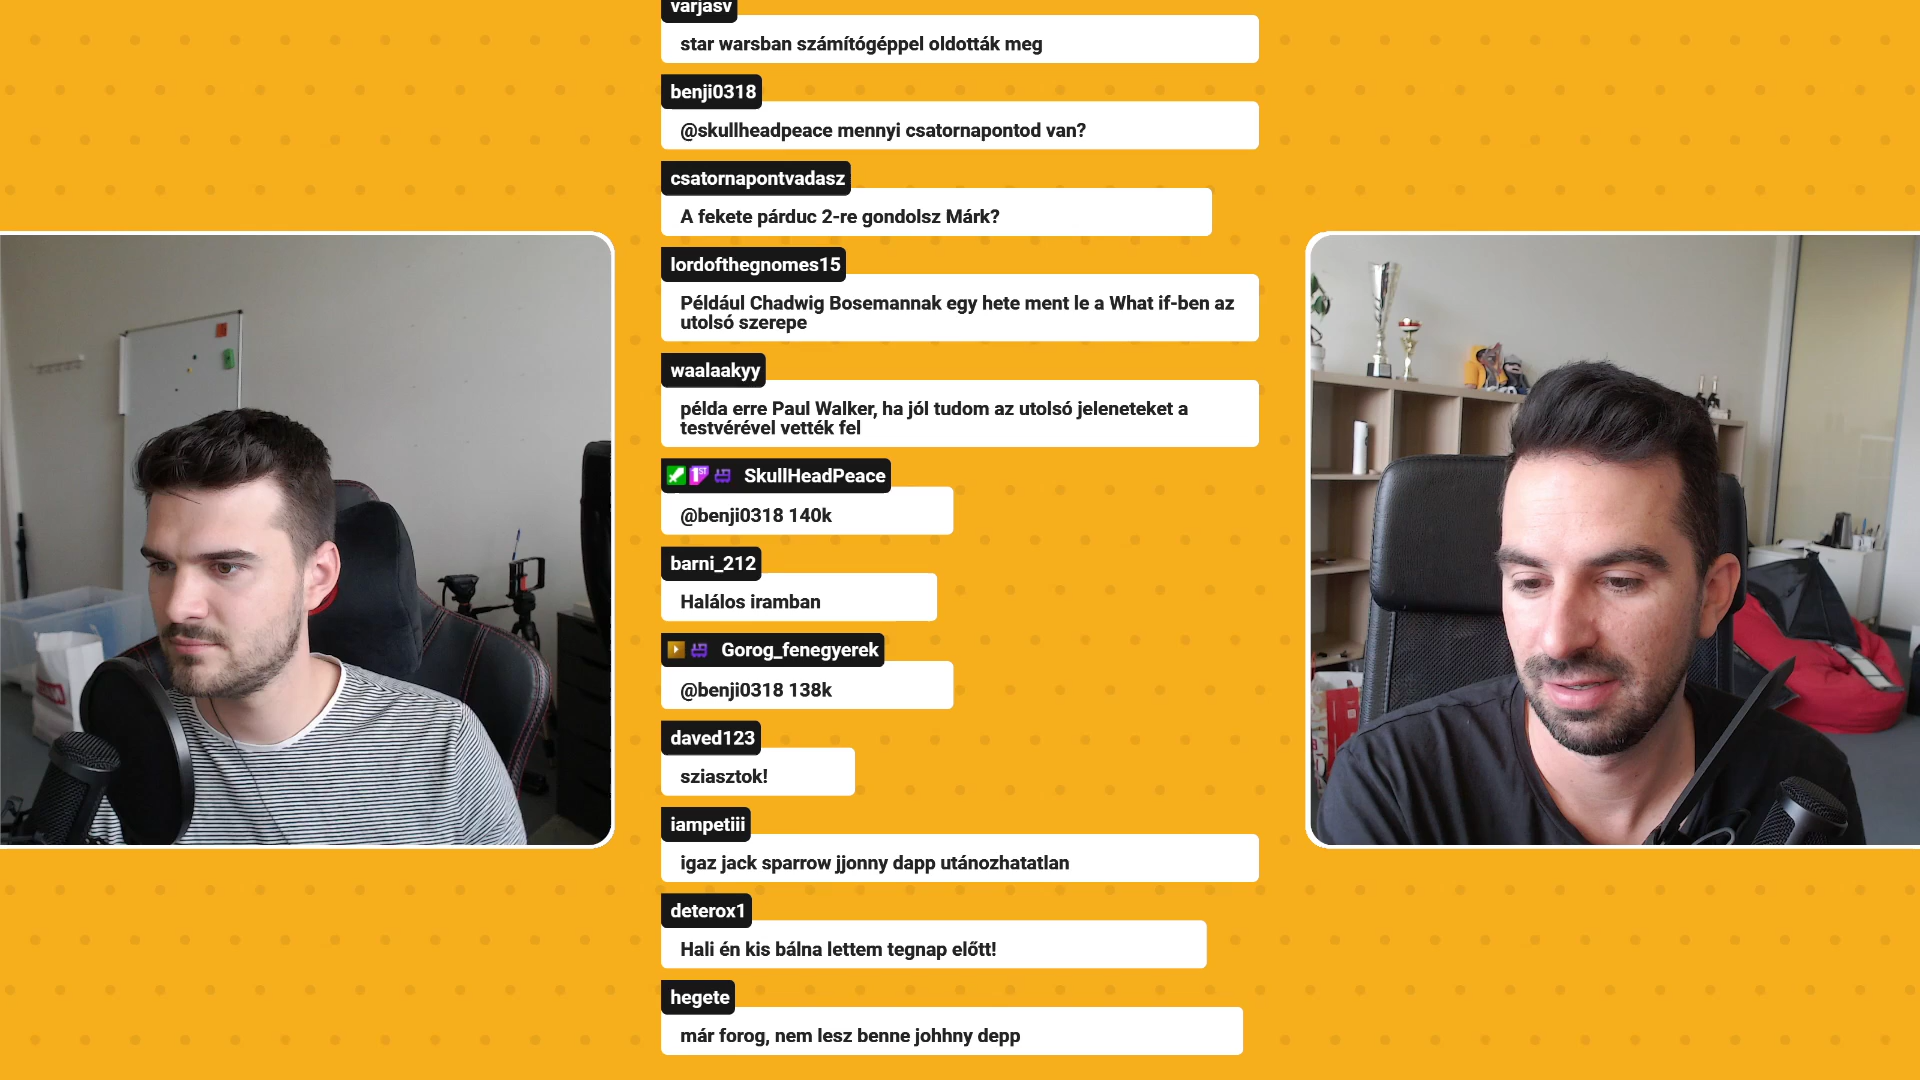 varjasv
star warsban számítógéppel oldották meg
benji0318
@skullheadpeace mennyi csatornapontod van?
csatornapontvadasz
A fekete párduc 2-re gondolsz Márk?
lordofthegnomes15
Például Chadwig Bosemannak egy hete ment le a What if-ben az
utolsó szerepe
waalaakyy
példa erre Paul Walker, ha jól tudom az utolsó jeleneteket a
testvérével vették fel
1ST SkullHeadPeace
@benji0318 140k
barni_212
Halálos iramban
Gorog_fenegyerek
@benji0318 138k
daved123
sziasztok!
iampetiii
igaz jack sparrow jjonny dapp utánozhatatlan
deterox1
Hali én kis bálna lettem tegnap előtt!
hegete
már forog, nem lesz benne johhny depp